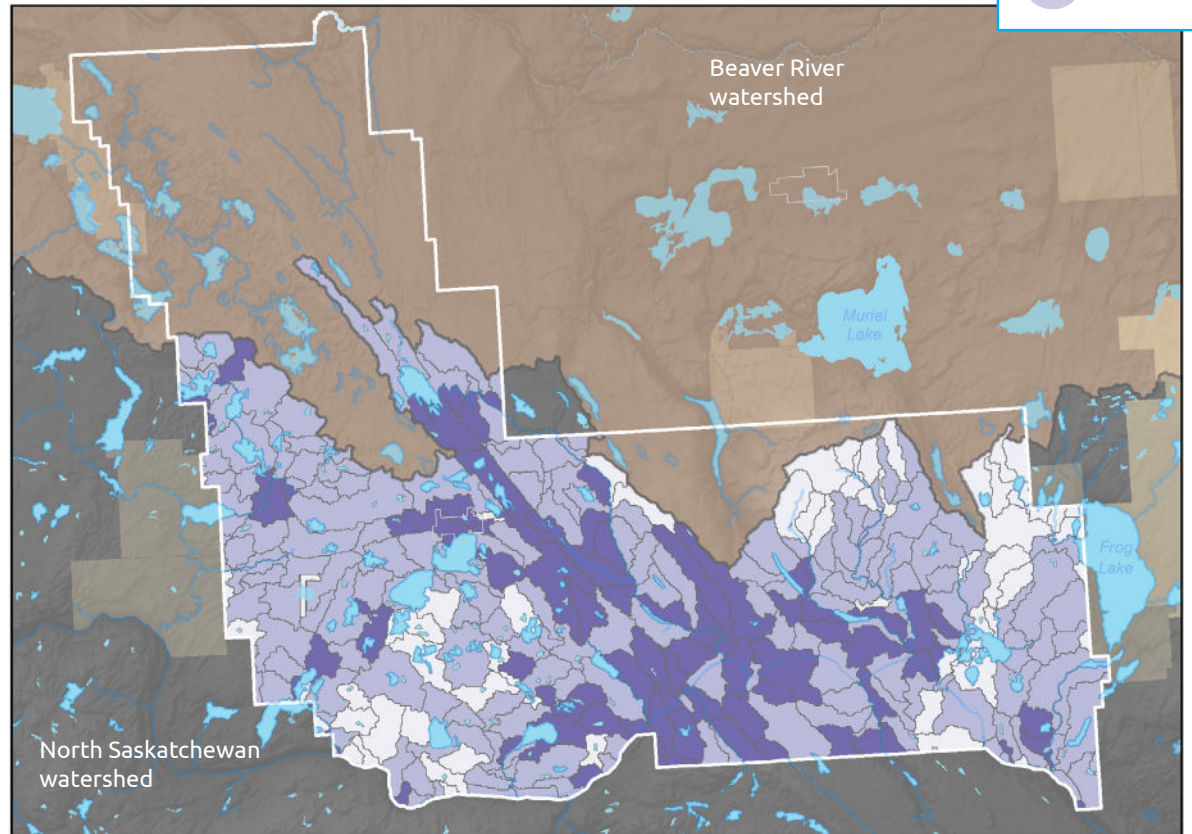 Beaver River
watershed
Muriel
Lake
Frog
Lake
North Saskatchewan
watershed